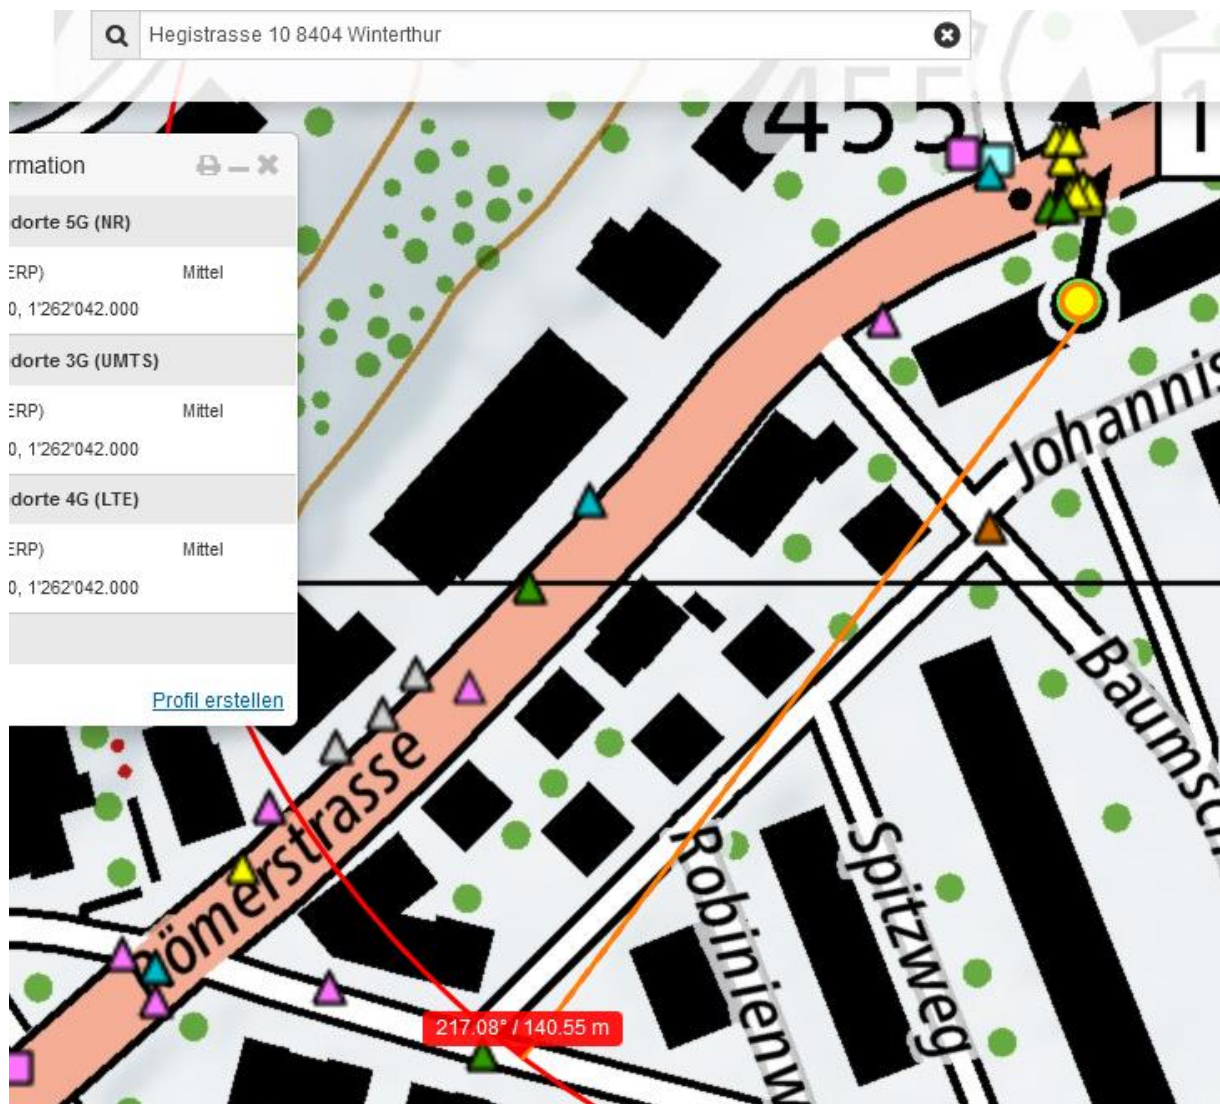 Hegistrasse 10 8404 Winterthur
455
1
rmation
dorte 5G (NR)
ERP) Mittel
0, 1'262'042.000
dorte 3G (UMTS)
ERP) Mittel
0, 1'262'042.000
dorte 4G (LTE)
ERP) Mittel
0, 1'262'042.000
Profil erstellen
Johannis
Baumsch
Römerstrasse
Robinienw
Spitzweg
217.08° / 140.55 m